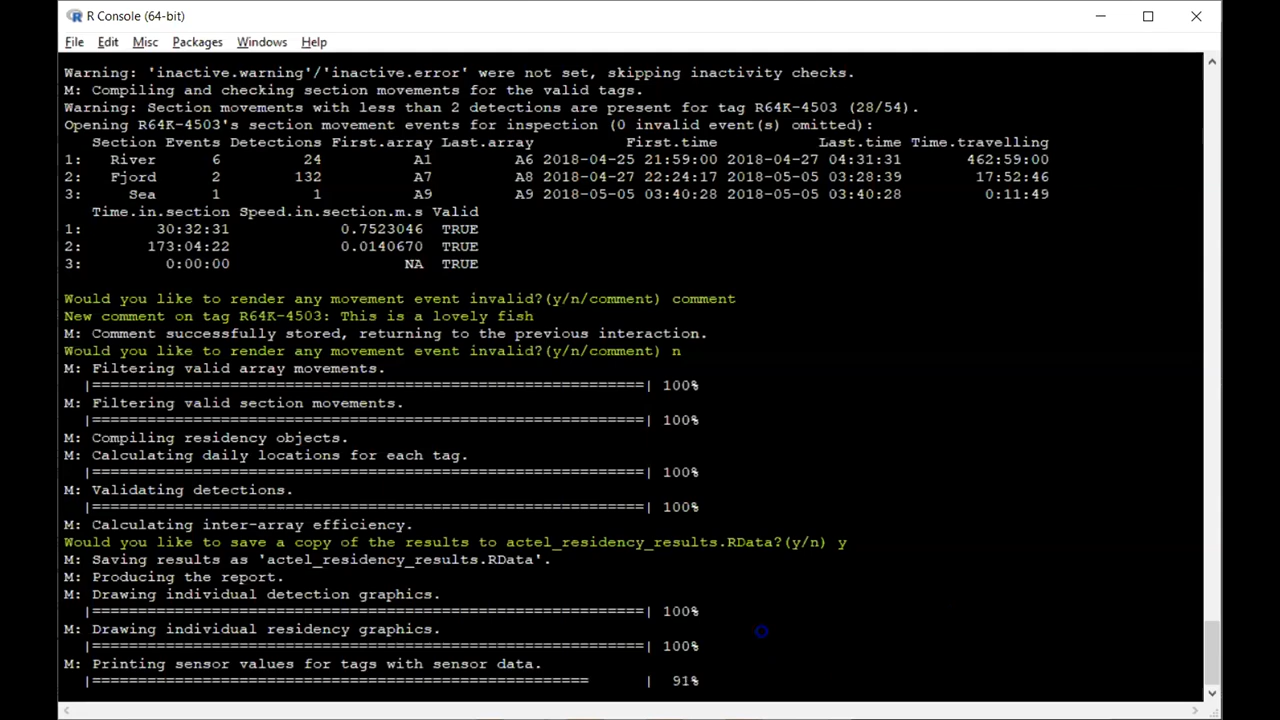 R Console (64-bit)
File Edit Misc Packages Windows Help
Warning: 'inactive.warning'/'inactive.error' were not set, skipping inactivity checks.
M: Compiling and checking section movements for the valid tags.
Warning: Section movements with less than 2 detections are present for tag R64K-4503 (28/54).
Opening R64K-4503's section movement events for inspection (0 invalid event(s) omitted):
Section Events Detections First.array Last.array First.time Last.time Time.travelling
1: River 6 24 A1 A6 2018-04-25 21:59:00 2018-04-27 04:31:31 462:59:00
2: Fjord 2 132 A7 A8 2018-04-27 22:24:17 2018-05-05 03:28:39 17:52:46
3: Sea 1 1 A9 A9 2018-05-05 03:40:28 2018-05-05 03:40:28 0:11:49
Time.in.section Speed.in.section.m.s Valid
1: 30:32:31 0.7523046 TRUE
2: 173:04:22 0.0140670 TRUE
3: 0:00:00 NA TRUE
Would you like to render any movement event invalid?(y/n/comment) comment
New comment on tag R64K-4503: This is a lovely fish
M: Comment successfully stored, returning to the previous interaction.
Would you like to render any movement event invalid?(y/n/comment) n
M: Filtering valid array movements.
|============================================================| 100%
M: Filtering valid section movements.
|============================================================| 100%
M: Compiling residency objects.
M: Calculating daily locations for each tag.
|============================================================| 100%
M: Validating detections.
|============================================================| 100%
M: Calculating inter-array efficiency.
Would you like to save a copy of the results to actel_residency_results.RData?(y/n) y
M: Saving results as 'actel_residency_results.RData'.
M: Producing the report.
M: Drawing individual detection graphics.
|============================================================| 100%
M: Drawing individual residency graphics.
|============================================================| 100%
M: Printing sensor values for tags with sensor data.
|====================================================== | 91%